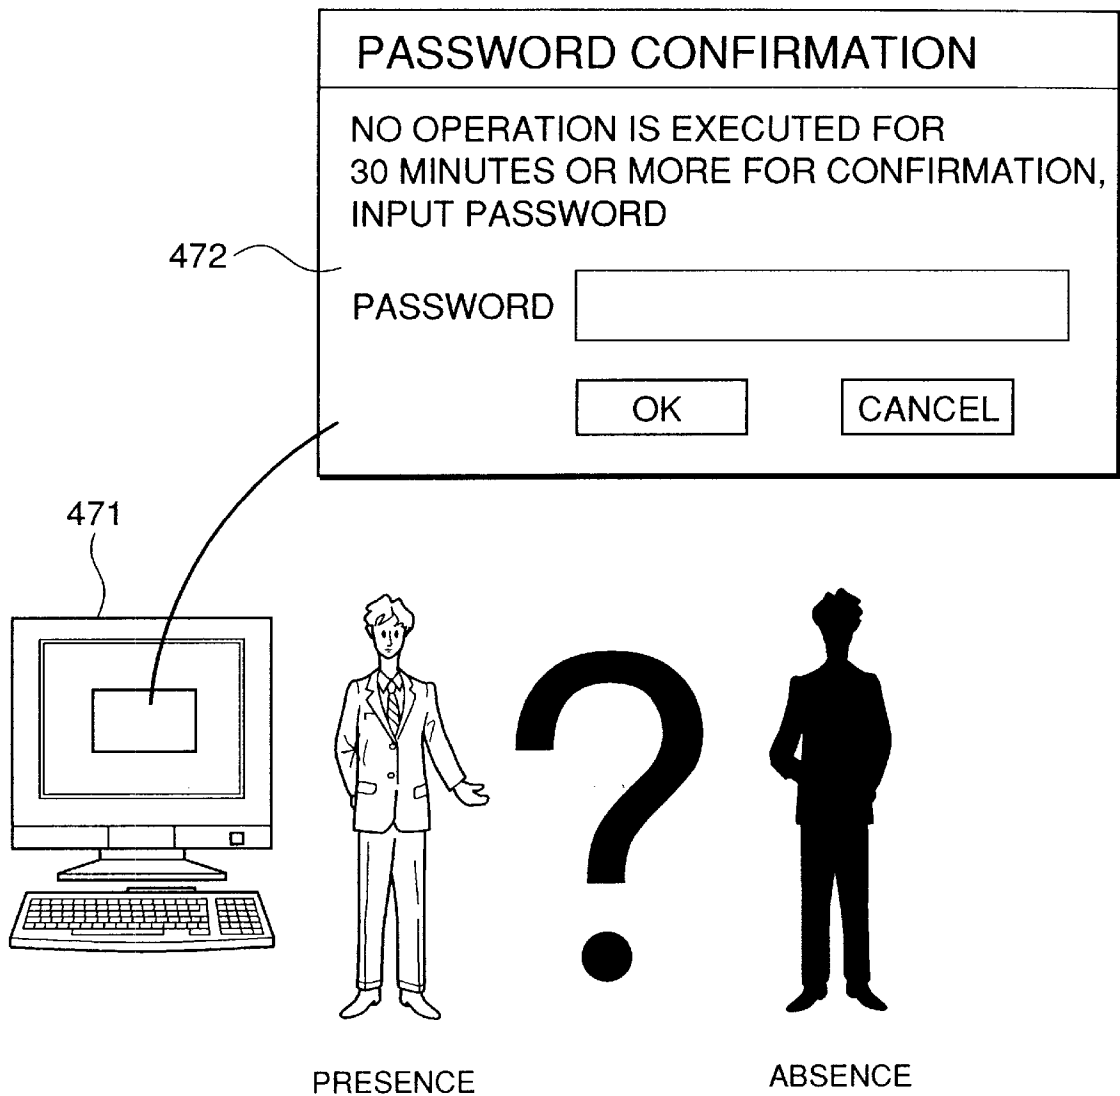 PASSWORD CONFIRMATION
NO OPERATION IS EXECUTED FOR
30 MINUTES OR MORE FOR CONFIRMATION,
INPUT PASSWORD
472
PASSWORD
OK
CANCEL
471
PRESENCE
ABSENCE